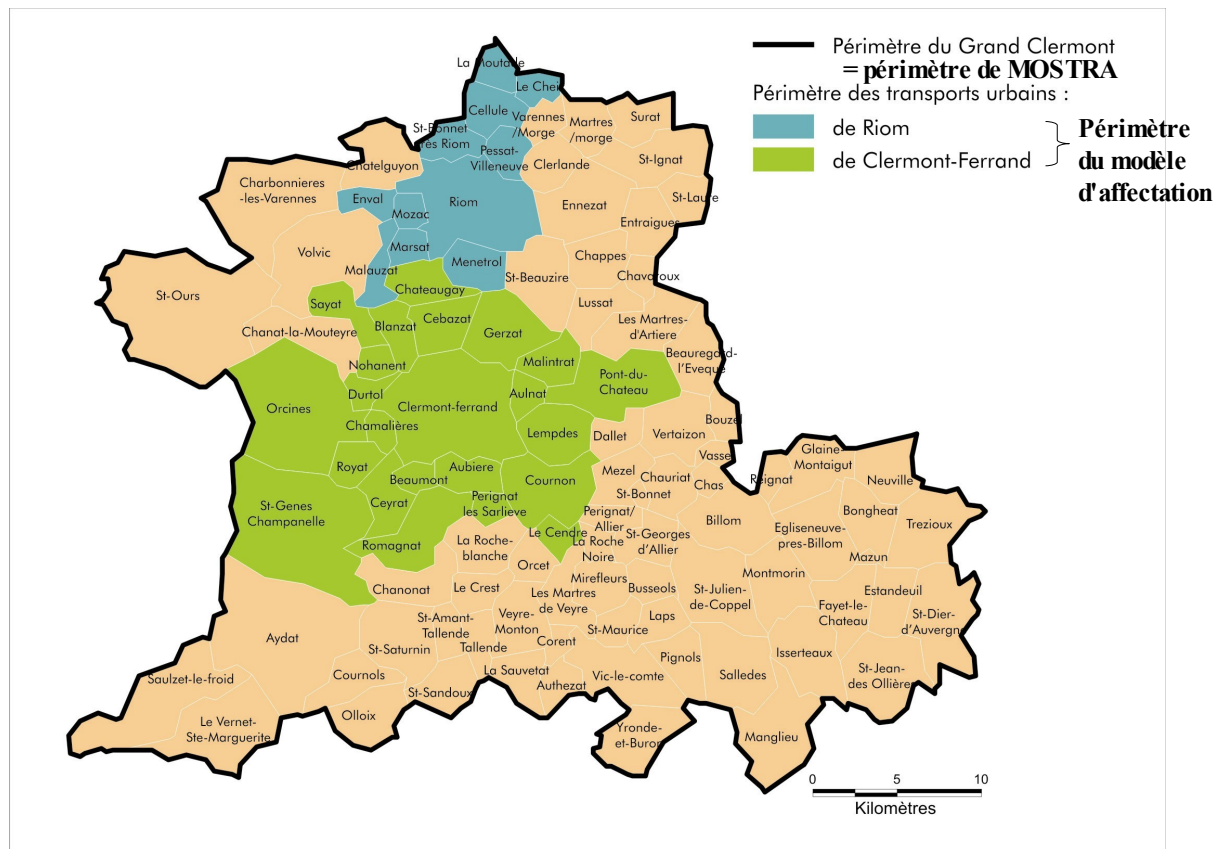 Périmètre du Grand Clermont
= périmètre de MOSTRA
Périmètre des transports urbains :
de Riom
de Clermont-Ferrand
Périmètre
du modèle
d'affectation
La Moutade
Le Cheix
Cellule
Varennes
/Morge
Martres
/morge
Surat
St-Bonnet
près Riom
Pessat-
Villeneuve
Clerlande
St-Ignat
Chatelguyon
Charbonnieres
-les-Varennes
Enval
Mozac
Riom
Ennezat
St-Laure
Entraigues
Volvic
Marsat
Malauzat
Menetrol
St-Beauzire
Chappes
Chavaroux
St-Ours
Sayat
Chateaugay
Lussat
Chanat-la-Mouteyre
Blanzat
Cebazat
Gerzat
Les Martres-
d'Artiere
Nohanent
Malintrat
Beauregard-
l'Eveque
Pont-du-
Chateau
Durtol
Aulnat
Orcines
Clermont-ferrand
Chamalières
Lempdes
Dallet
Vertaizon
Bouzel
Vassel
Royat
Aubiere
Beaumont
Cournon
Mezel
Chauriat
Chas
Reignat
Glaine-
Montaigut
Neuville
St-Bonnet
St-Genes
Champanelle
Ceyrat
Perignat
les Sarlieve
Perignat/
Allier
Billom
Bongheat
Trezioux
Egliseneuve-
pres-Billom
Romagnat
Le Cendre
La Roche
Noire
St-Georges
d'Allier
Mazun
La Roche-
blanche
Orcet
Mirefleurs
Montmorin
Chanonat
Le Crest
Les Martres
de Veyre
Busseols
St-Julien-
de-Coppel
Estandeuil
Fayet-le-
Chateau
St-Dier-
d'Auvergne
Aydat
St-Amant-
Tallende
Veyre-
Monton
Laps
St-Maurice
St-Saturnin
Tallende
Corent
Isserteaux
Pignols
Saulzet-le-froid
Cournols
La Sauvetat
Vic-le-comte
Salledes
St-Jean-
des Ollières
St-Sandoux
Authezat
Le Vernet-
Ste-Marguerite
Olloix
Yronde-
et-Buron
Manglieu
0 5 10
Kilomètres